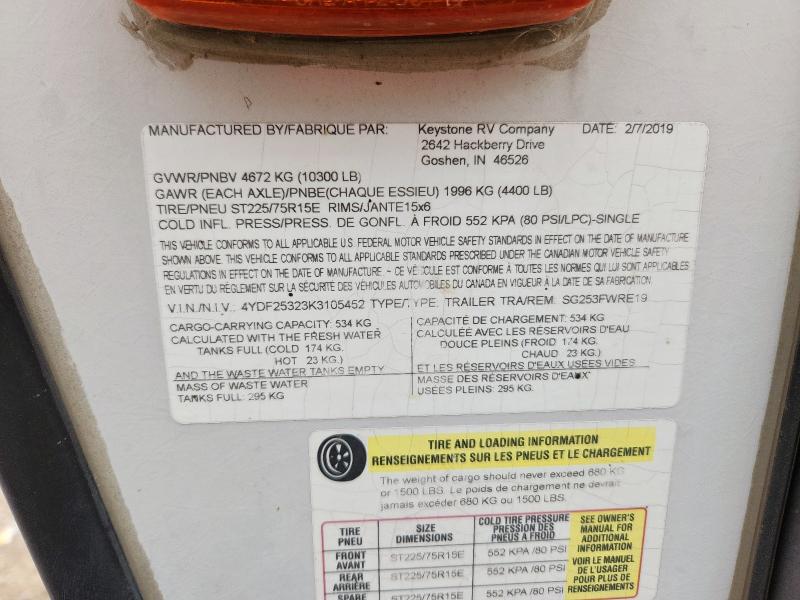 MANUFACTURED BY/FABRIQUE PAR: Keystone RV Company DATE: 2/7/2019
2642 Hackberry Drive
Goshen, IN 46526
GVWR/PNBV 4672 KG (10300 LB)
GAWR (EACH AXLE)/PNBE(CHAQUE ESSIEU) 1996 KG (4400 LB)
TIRE/PNEU ST225/75R15E RIMS/JANTE15x6
COLD INFL. PRESS/PRESS. DE GONFL. À FROID 552 KPA (80 PSI/LPC)-SINGLE
THIS VEHICLE CONFORMS TO ALL APPLICABLE U.S. FEDERAL MOTOR VEHICLE SAFETY STANDARDS IN EFFECT ON THE DATE OF MANUFACTURE
SHOWN ABOVE. THIS VEHICLE CONFORMS TO ALL APPLICABLE STANDARDS PRESCRIBED UNDER THE CANADIAN MOTOR VEHICLE SAFETY
REGULATIONS IN EFFECT ON THE DATE OF MANUFACTURE - CE VÉHICULE EST CONFORME À TOUTES LES NORMES QUI LUI SONT APPLICABLES
EN VERTU DU RÈGLEMENT SUR LA SÉCURITÉ DES VÉHICULES AUTOMOBILES DU CANADA EN VIGUEUR À LA DATE DE SA FABRICATION
V.I.N./N.I.V.: 4YDF25323K3105452 TYPE/TYPE: TRAILER TRA/REM. SG253FWRE19
CARGO-CARRYING CAPACITY: 534 KG
CALCULATED WITH THE FRESH WATER
TANKS FULL (COLD 174 KG.)
HOT 23 KG.)
AND THE WASTE WATER TANKS EMPTY
MASS OF WASTE WATER
TANKS FULL: 295 KG
CAPACITÉ DE CHARGEMENT: 534 KG
CALCULÉE AVEC LES RÉSERVOIRS D'EAU
DOUCE PLEINS (FROID 174 KG.
CHAUD 23 KG.)
ET LES RÉSERVOIRS D'EAUX USÉES VIDES
MASSE DES RÉSERVOIRS D'EAUX
USÉES PLEINS: 295 KG.
TIRE AND LOADING INFORMATION
RENSEIGNEMENTS SUR LES PNEUS ET LE CHARGEMENT
The weight of cargo should never exceed 680 KG
or 1500 LBS. Le poids de chargement ne devrait
jamais excéder 680 KG ou 1500 LBS.
TIRE SIZE COLD TIRE PRESSURE
PNEU DIMENSIONS PRESSION DES
PNEUS À FROID
FRONT ST225/75R15E 552 KPA /80 PSI
AVANT
REAR ST225/75R15E 552 KPA /80 PSI
ARRIÈRE
SPARE ST225/75R15E 552 KPA /80 PSI
SEE OWNER'S
MANUAL FOR
ADDITIONAL
INFORMATION
VOIR LE MANUEL
DE L'USAGER
POUR PLUS DE
RENSEIGNEMENTS